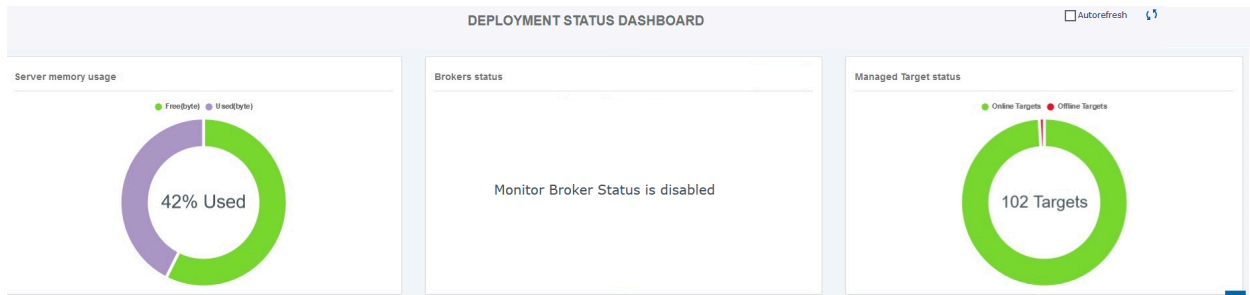 DEPLOYMENT STATUS DASHBOARD
Autorefresh
Server memory usage
Free(byte) Used(byte)
42% Used
Brokers status
Monitor Broker Status is disabled
Managed Target status
Online Targets Offline Targets
102 Targets